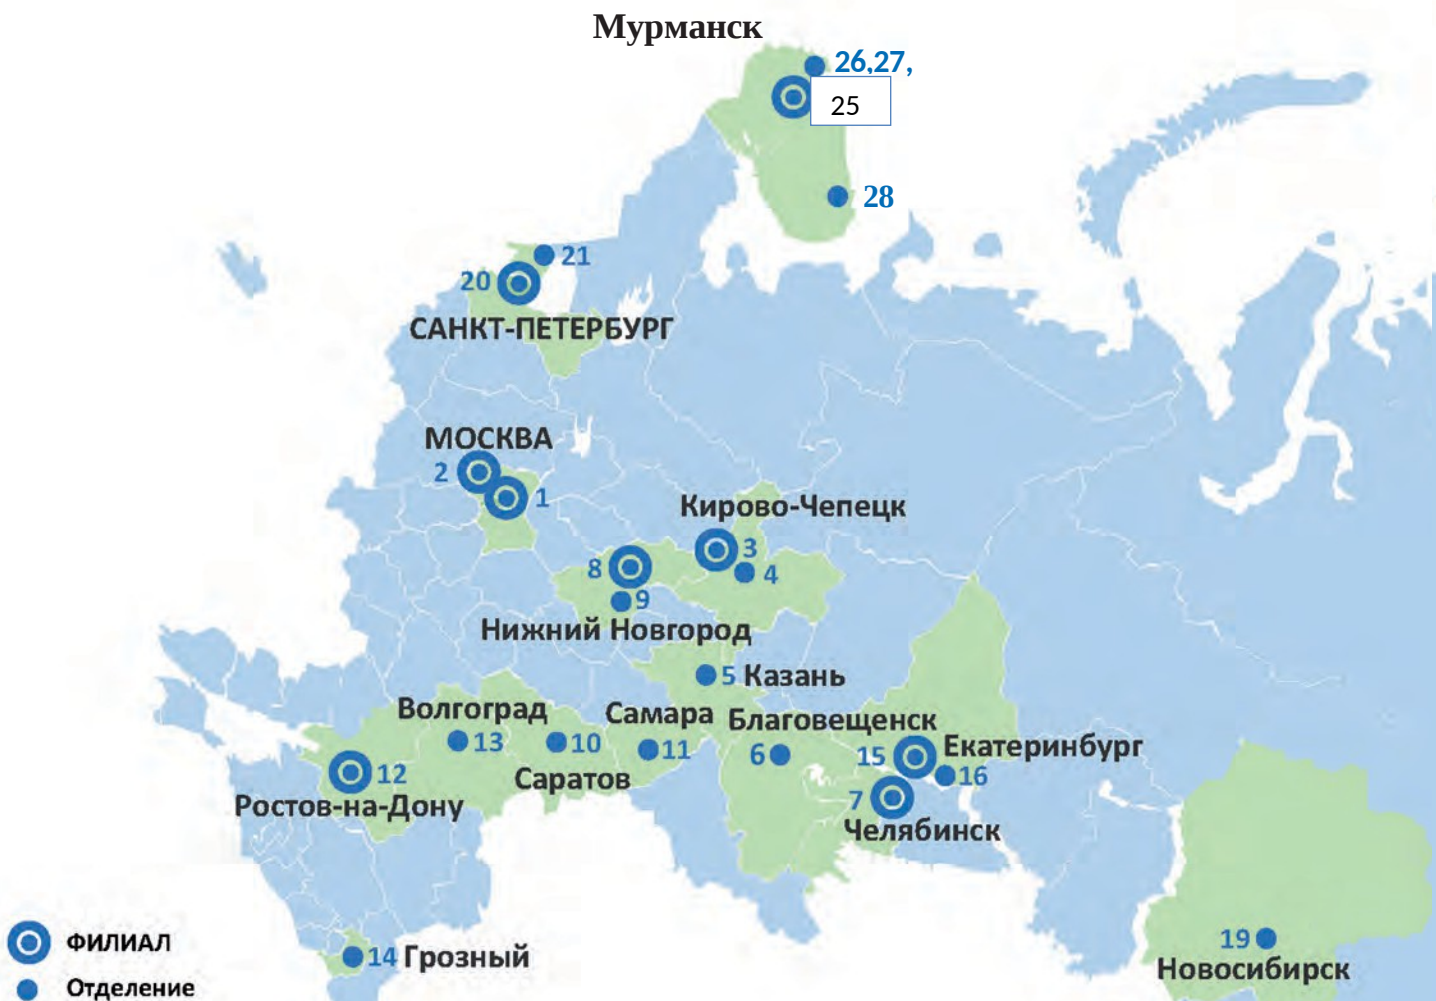 Мурманск
26,27,
25
28
21
20
САНКТ-ПЕТЕРБУРГ
МОСКВА
2
1
Кирово-Чепецк
3
8
4
9
Нижний Новгород
5 Казань
Волгоград
Самара
Благовещенск
13
10
11
6
15
Екатеринбург
12
Саратов
16
Ростов-на-Дону
7
Челябинск
ФИЛИАЛ
14 Грозный
19
Новосибирск
Отделение